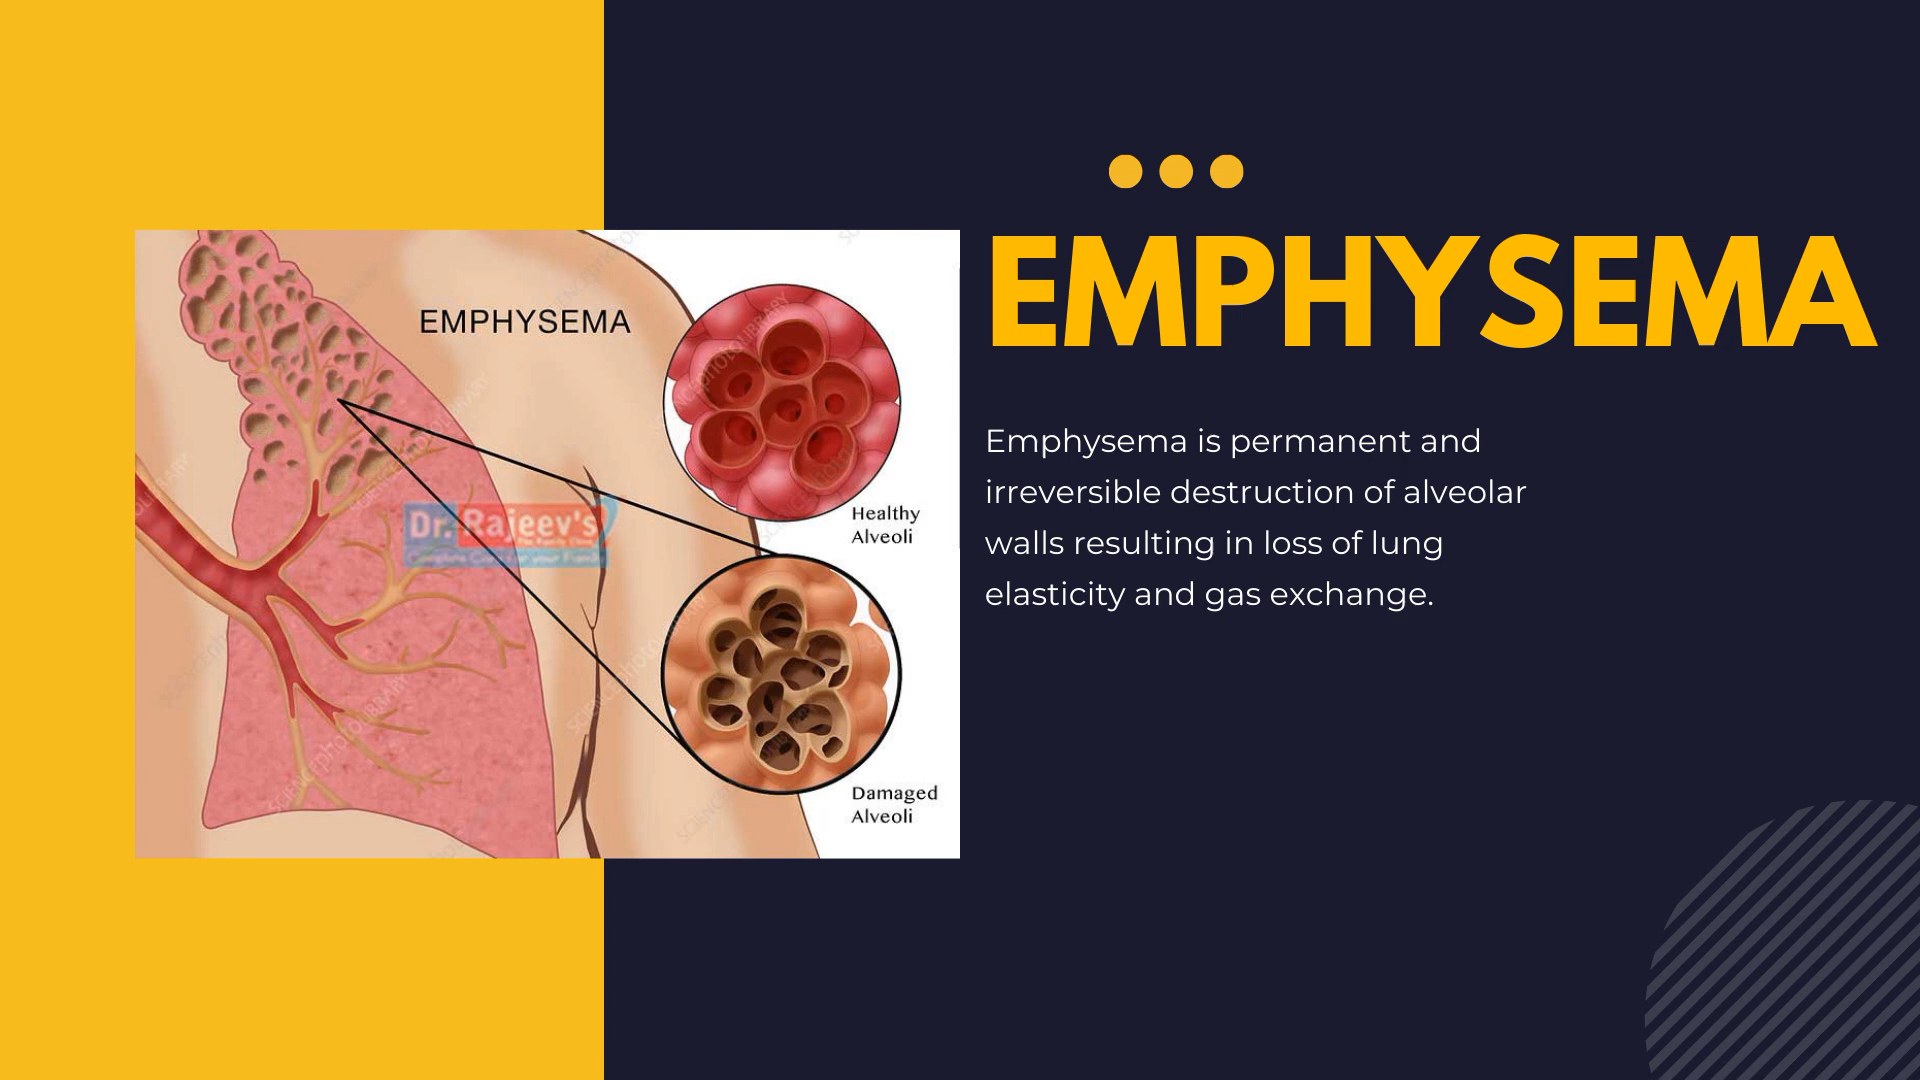 EMPHYSEMA
EMPHYSEMA
Healthy
Alveoli
Dr. Rajeev's
Damaged
Alveoli
Emphysema is permanent and
irreversible destruction of alveolar
walls resulting in loss of lung
elasticity and gas exchange.